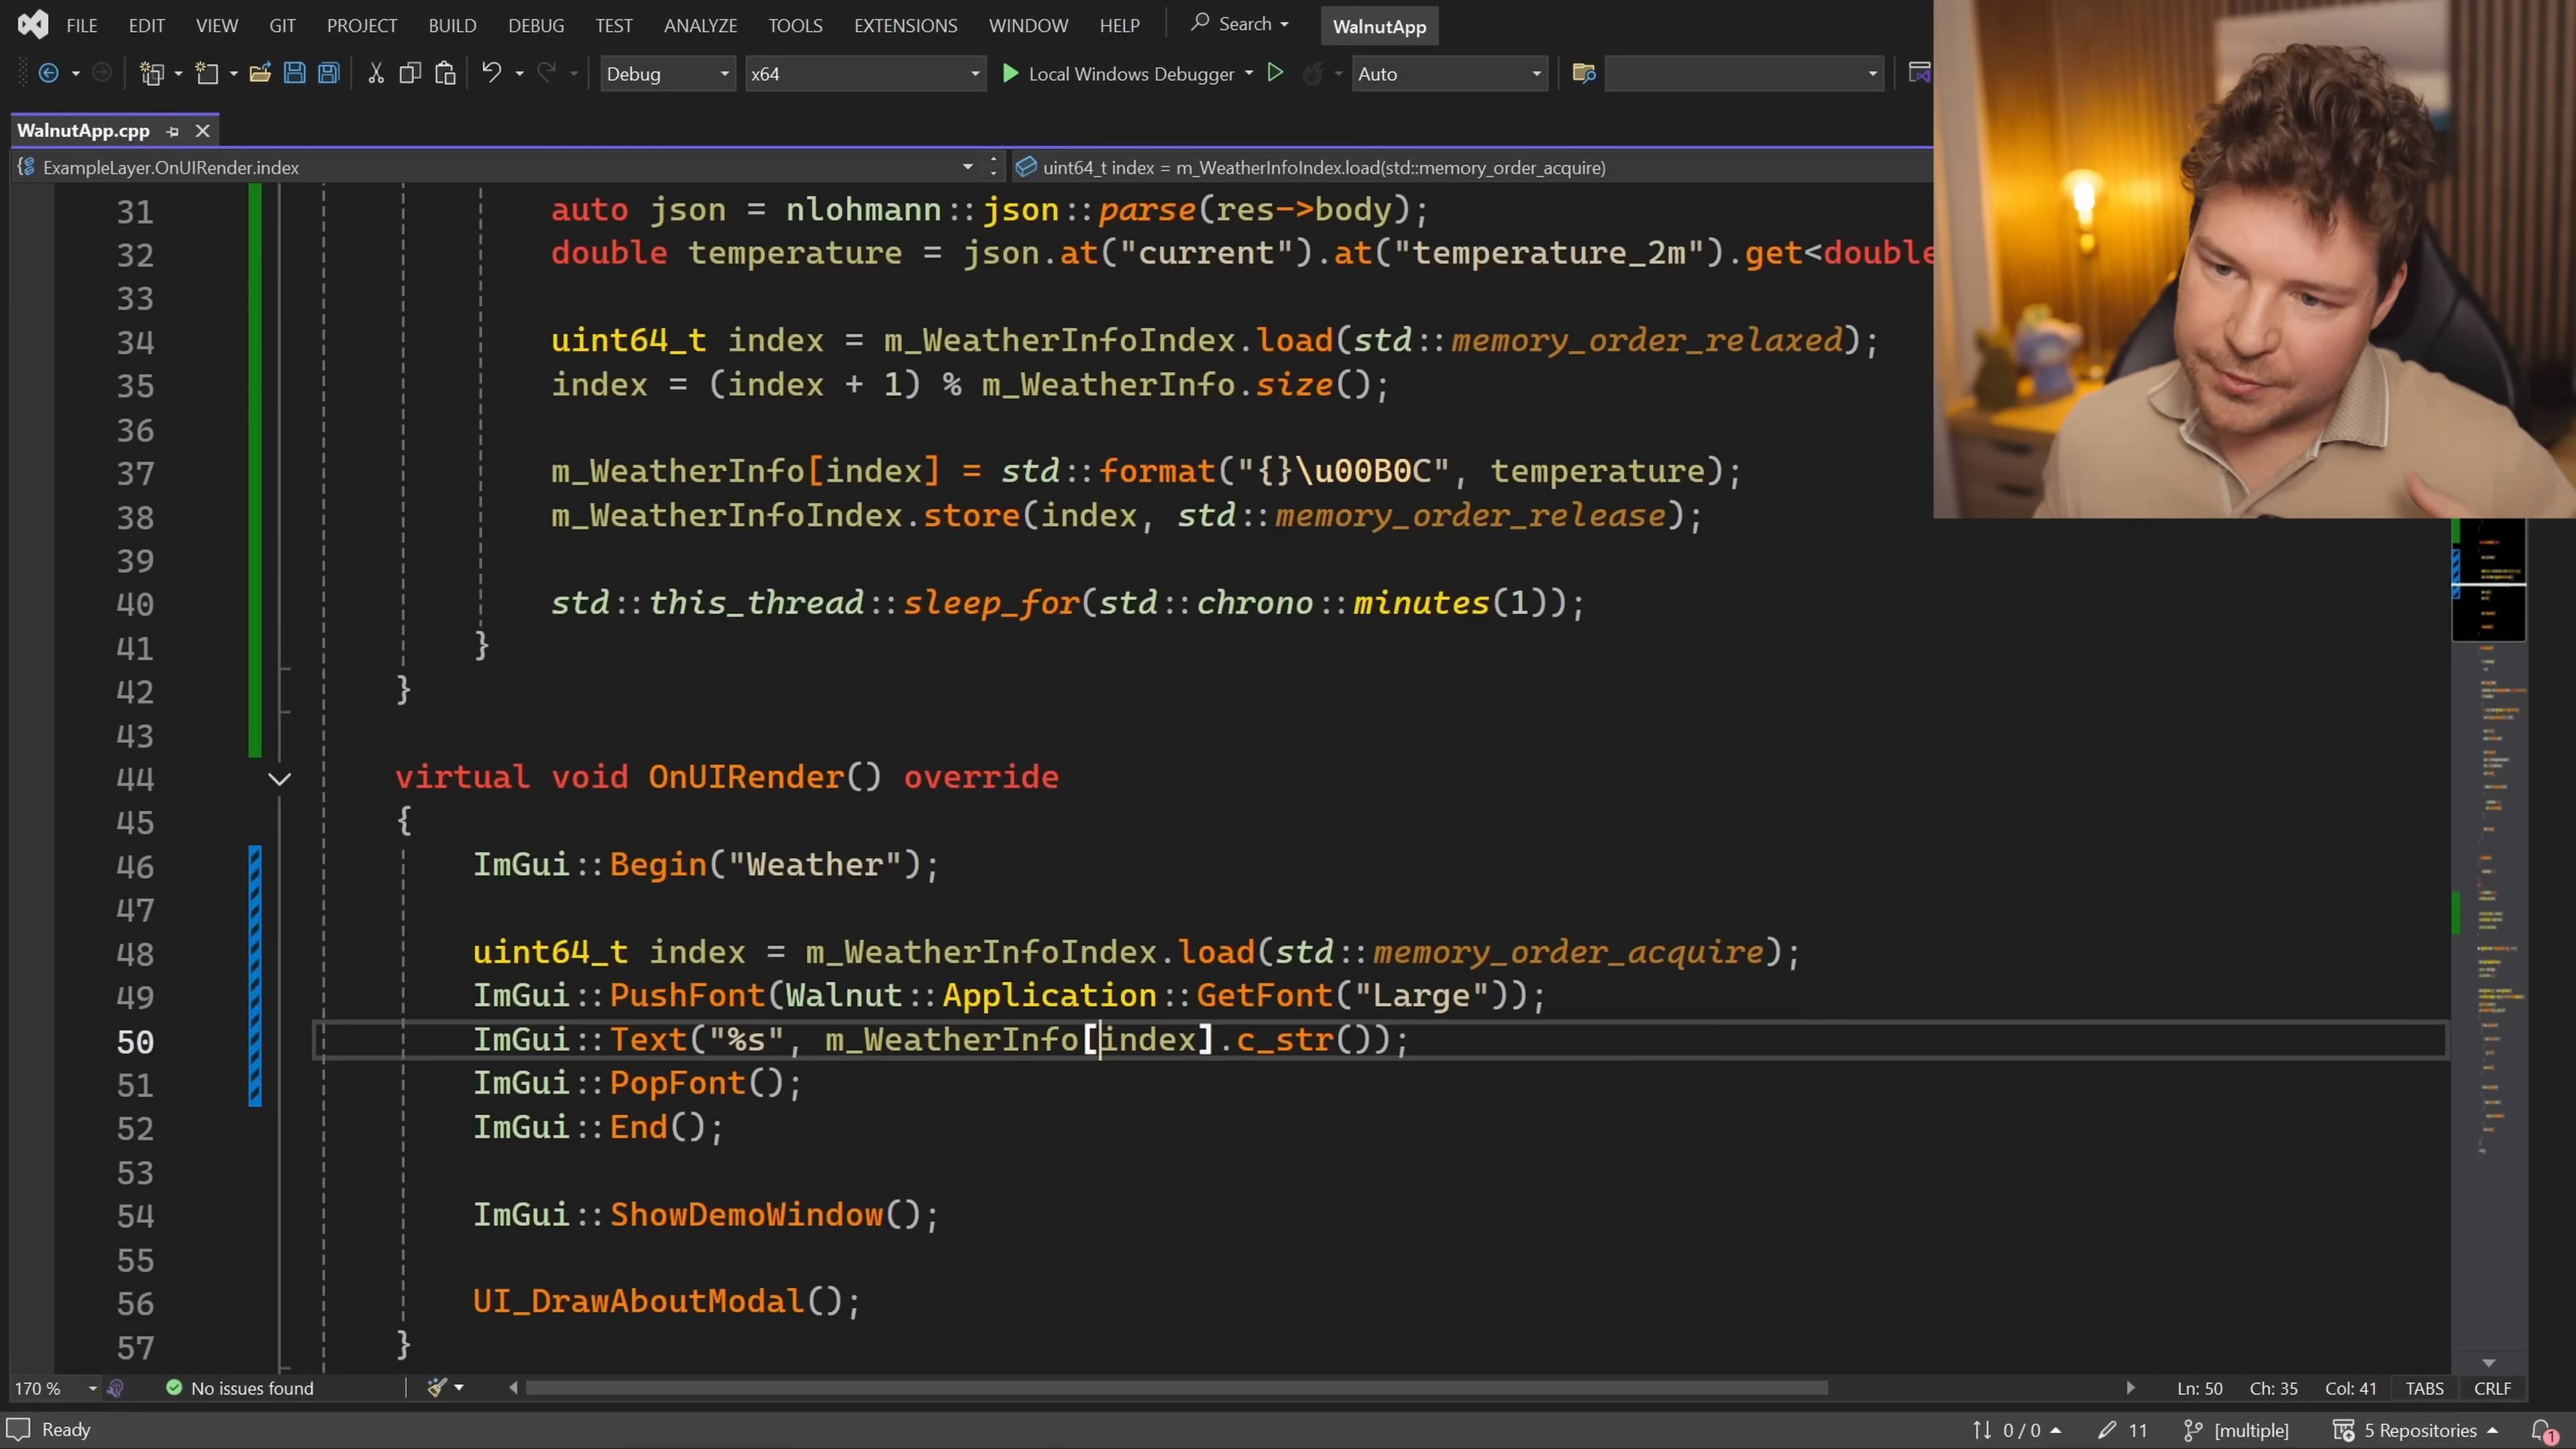 FILE EDIT VIEW GIT PROJECT BUILD DEBUG TEST ANALYZE TOOLS EXTENSIONS WINDOW HELP Search WalnutApp
Debug x64 Local Windows Debugger Auto
WalnutApp.cpp
ExampleLayer.OnUIRender.index uint64_t index = m_WeatherInfoIndex.load(std::memory_order_acquire)
31 auto json = nlohmann::json::parse(res->body);
32 double temperature = json.at("current").at("temperature_2m").get<double
33
34 uint64_t index = m_WeatherInfoIndex.load(std::memory_order_relaxed);
35 index = (index + 1) % m_WeatherInfo.size();
36
37 m_WeatherInfo[index] = std::format("{}\u00B0C", temperature);
38 m_WeatherInfoIndex.store(index, std::memory_order_release);
39
40 std::this_thread::sleep_for(std::chrono::minutes(1));
41 }
42 }
43
44 virtual void OnUIRender() override
45 {
46 ImGui::Begin("Weather");
47
48 uint64_t index = m_WeatherInfoIndex.load(std::memory_order_acquire);
49 ImGui::PushFont(Walnut::Application::GetFont("Large"));
50 ImGui::Text("%s", m_WeatherInfo[index].c_str());
51 ImGui::PopFont();
52 ImGui::End();
53
54 ImGui::ShowDemoWindow();
55
56 UI_DrawAboutModal();
57 }
170 % No issues found Ln: 50 Ch: 35 Col: 41 TABS CRLF
Ready 0 / 0 11 [multiple] 5 Repositories 1